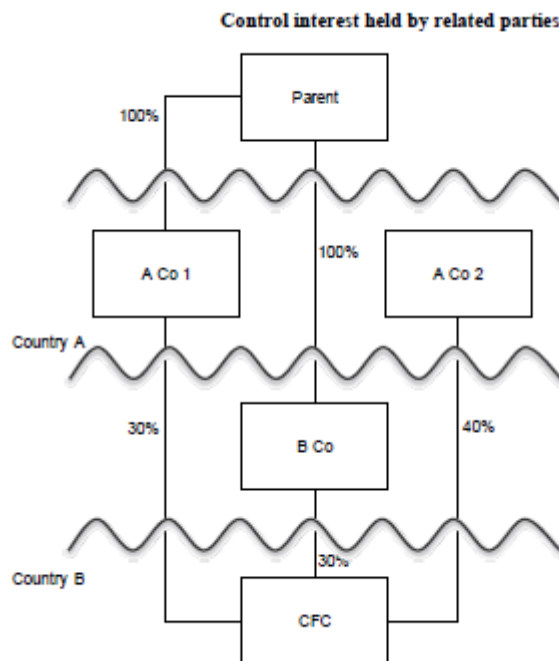 Control interest held by related parties
Parent
100%
100%
A Co 1
A Co 2
Country A
30%
40%
B Co
30%
Country B
CFC